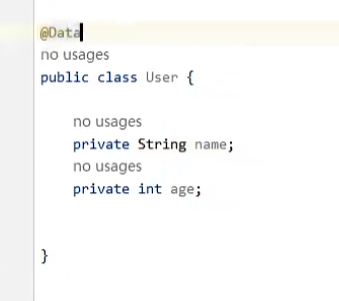 @Data
no usages
public class User {
no usages
private String name;
no usages
private int age;
}